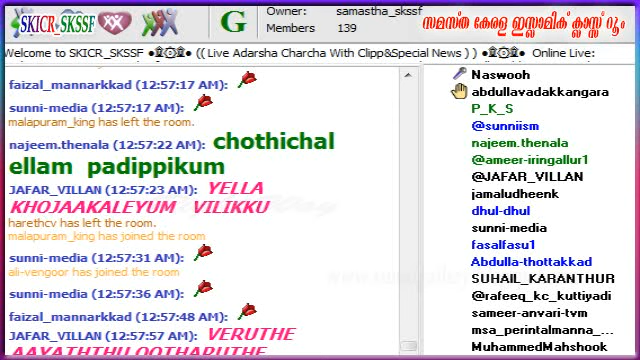 SKICR_SKSSF
G
Owner: samastha_skssf
Members 139
സമസ്ത കേരള ഇസ്ലാമിക് ക്ലാസ്സ് റൂം
Welcome to SKICR_SKSSF ●۩۞۩● (( Live Adarsha Charcha With Clipp&Special News ) ) ●۩۞۩● Online Live:
faizal_mannarkkad (12:57:17 AM):
sunni-media (12:57:17 AM):
malapuram_king has left the room.
najeem.thenala (12:57:22 AM): chothichal
ellam padippikum
JAFAR_VILLAN (12:57:23 AM): YELLA
KHOJAAKALEYUM VILIKKU
harethcv has left the room.
malapuram_king has joined the room
sunni-media (12:57:31 AM):
ali-vengoor has joined the room
sunni-media (12:57:36 AM):
faizal_mannarkkad (12:57:48 AM):
JAFAR_VILLAN (12:57:57 AM): VERUTHE
AAYATHTHU OOTHARUTHE
Naswooh
abdullavadakkangara
P_K_S
@sunniism
najeem.thenala
@ameer-iringallur1
@JAFAR_VILLAN
jamaludheenk
dhul-dhul
sunni-media
fasalfasu1
Abdulla-thottakkad
SUHAIL_KARANTHUR
@rafeeq_kc_kuttiyadi
sameer-anvari-tvm
msa_perintalmanna_...
MuhammedMahshook